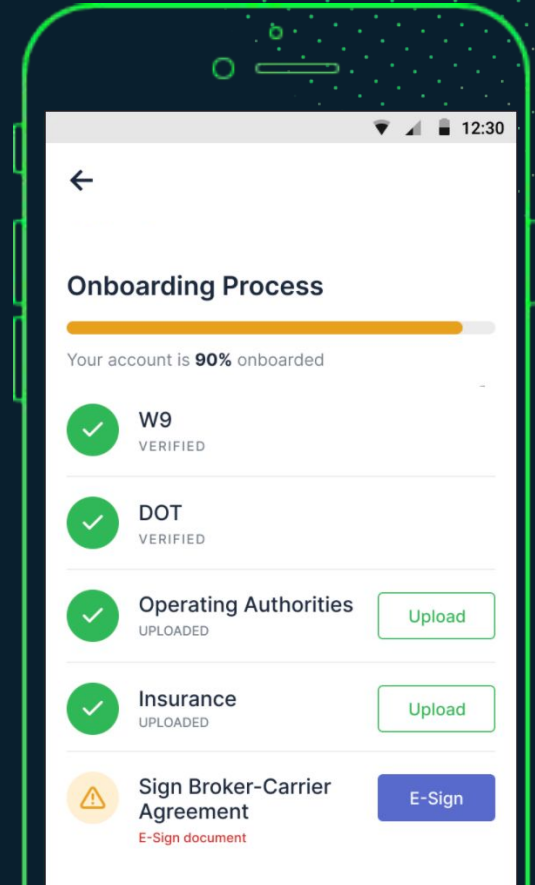 12:30
Onboarding Process
Your account is 90% onboarded
W9
VERIFIED
DOT
VERIFIED
Operating Authorities
UPLOADED
Upload
Insurance
UPLOADED
Upload
Sign Broker-Carrier
Agreement
E-Sign document
E-Sign